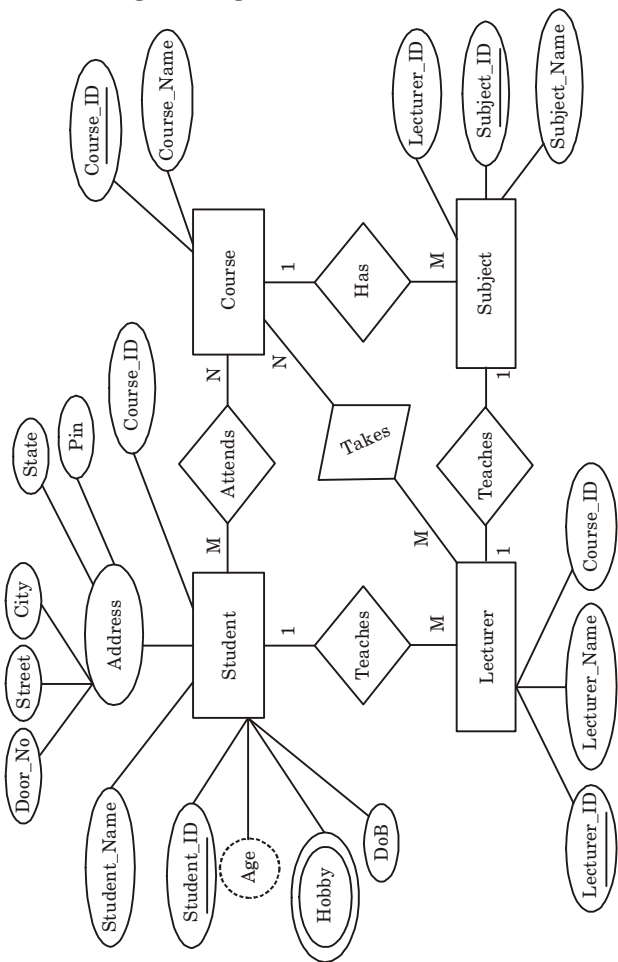 Door_No
Street
City
State
Pin
Address
Student_Name
Course_ID
Course_ID
Course_Name
Student_ID
Age
Hobby
DoB
Student
M
Attends
N
Course
1
Teaches
M
N
Takes
M
1
Has
M
Lecturer
1
Teaches
1
Subject
Lecturer_ID
Lecturer_Name
Course_ID
Lecturer_ID
Subject_ID
Subject_Name